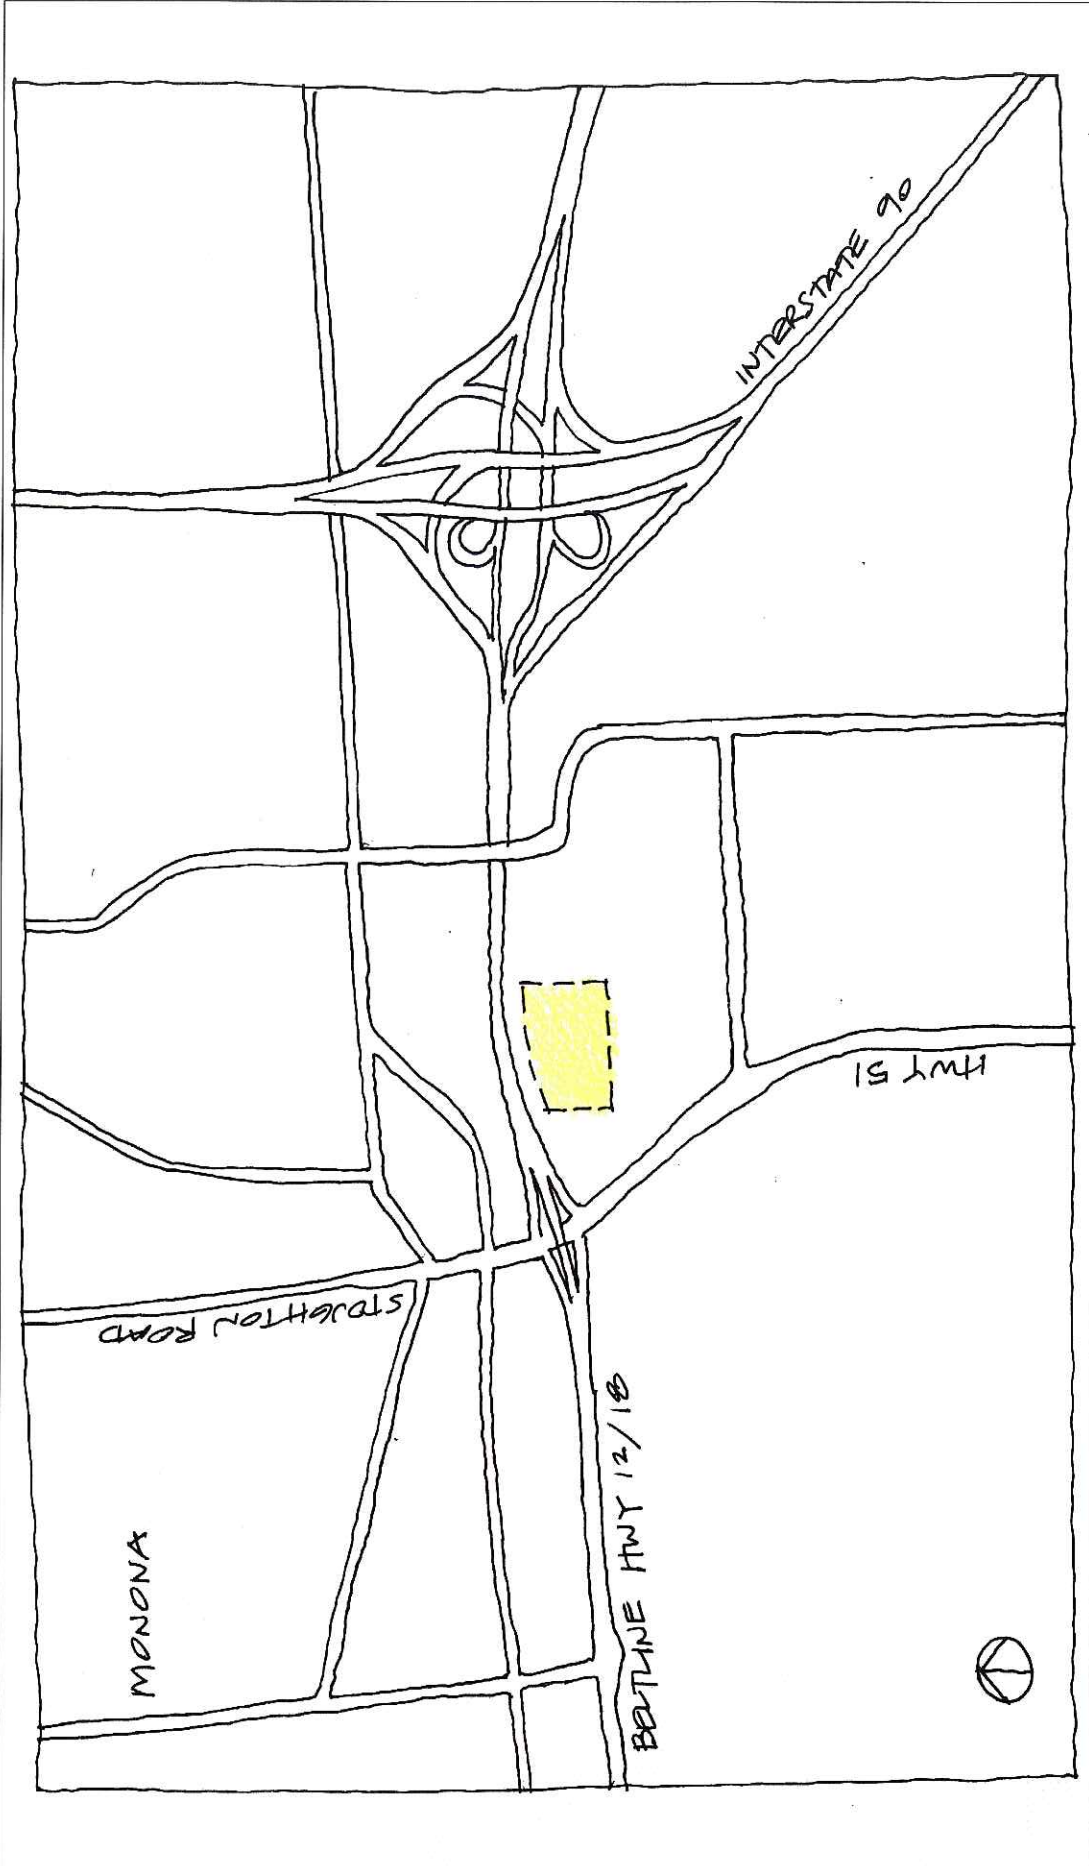 MONONA
STOUGHTON ROAD
BELTLINE HWY 12/18
HWY 51
INTERSTATE 90